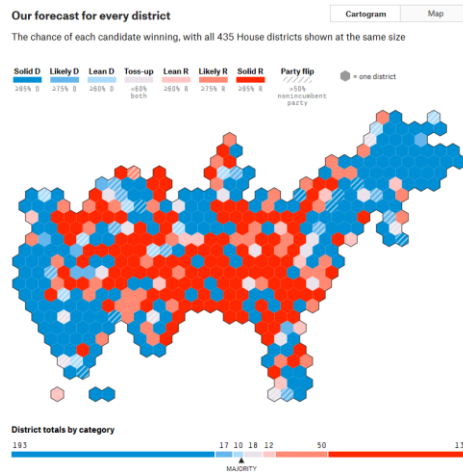 Our forecast for every district
Cartogram Map
The chance of each candidate winning, with all 435 House districts shown at the same size
Solid D Likely D Lean D Toss-up Lean R Likely R Solid R Party flip
≥95% D ≥75% D ≥60% D <60% both ≥60% R ≥75% R ≥95% R >50% nonincumbent party
= one district
District totals by category
193 17 10 18 12 50 13
MAJORITY